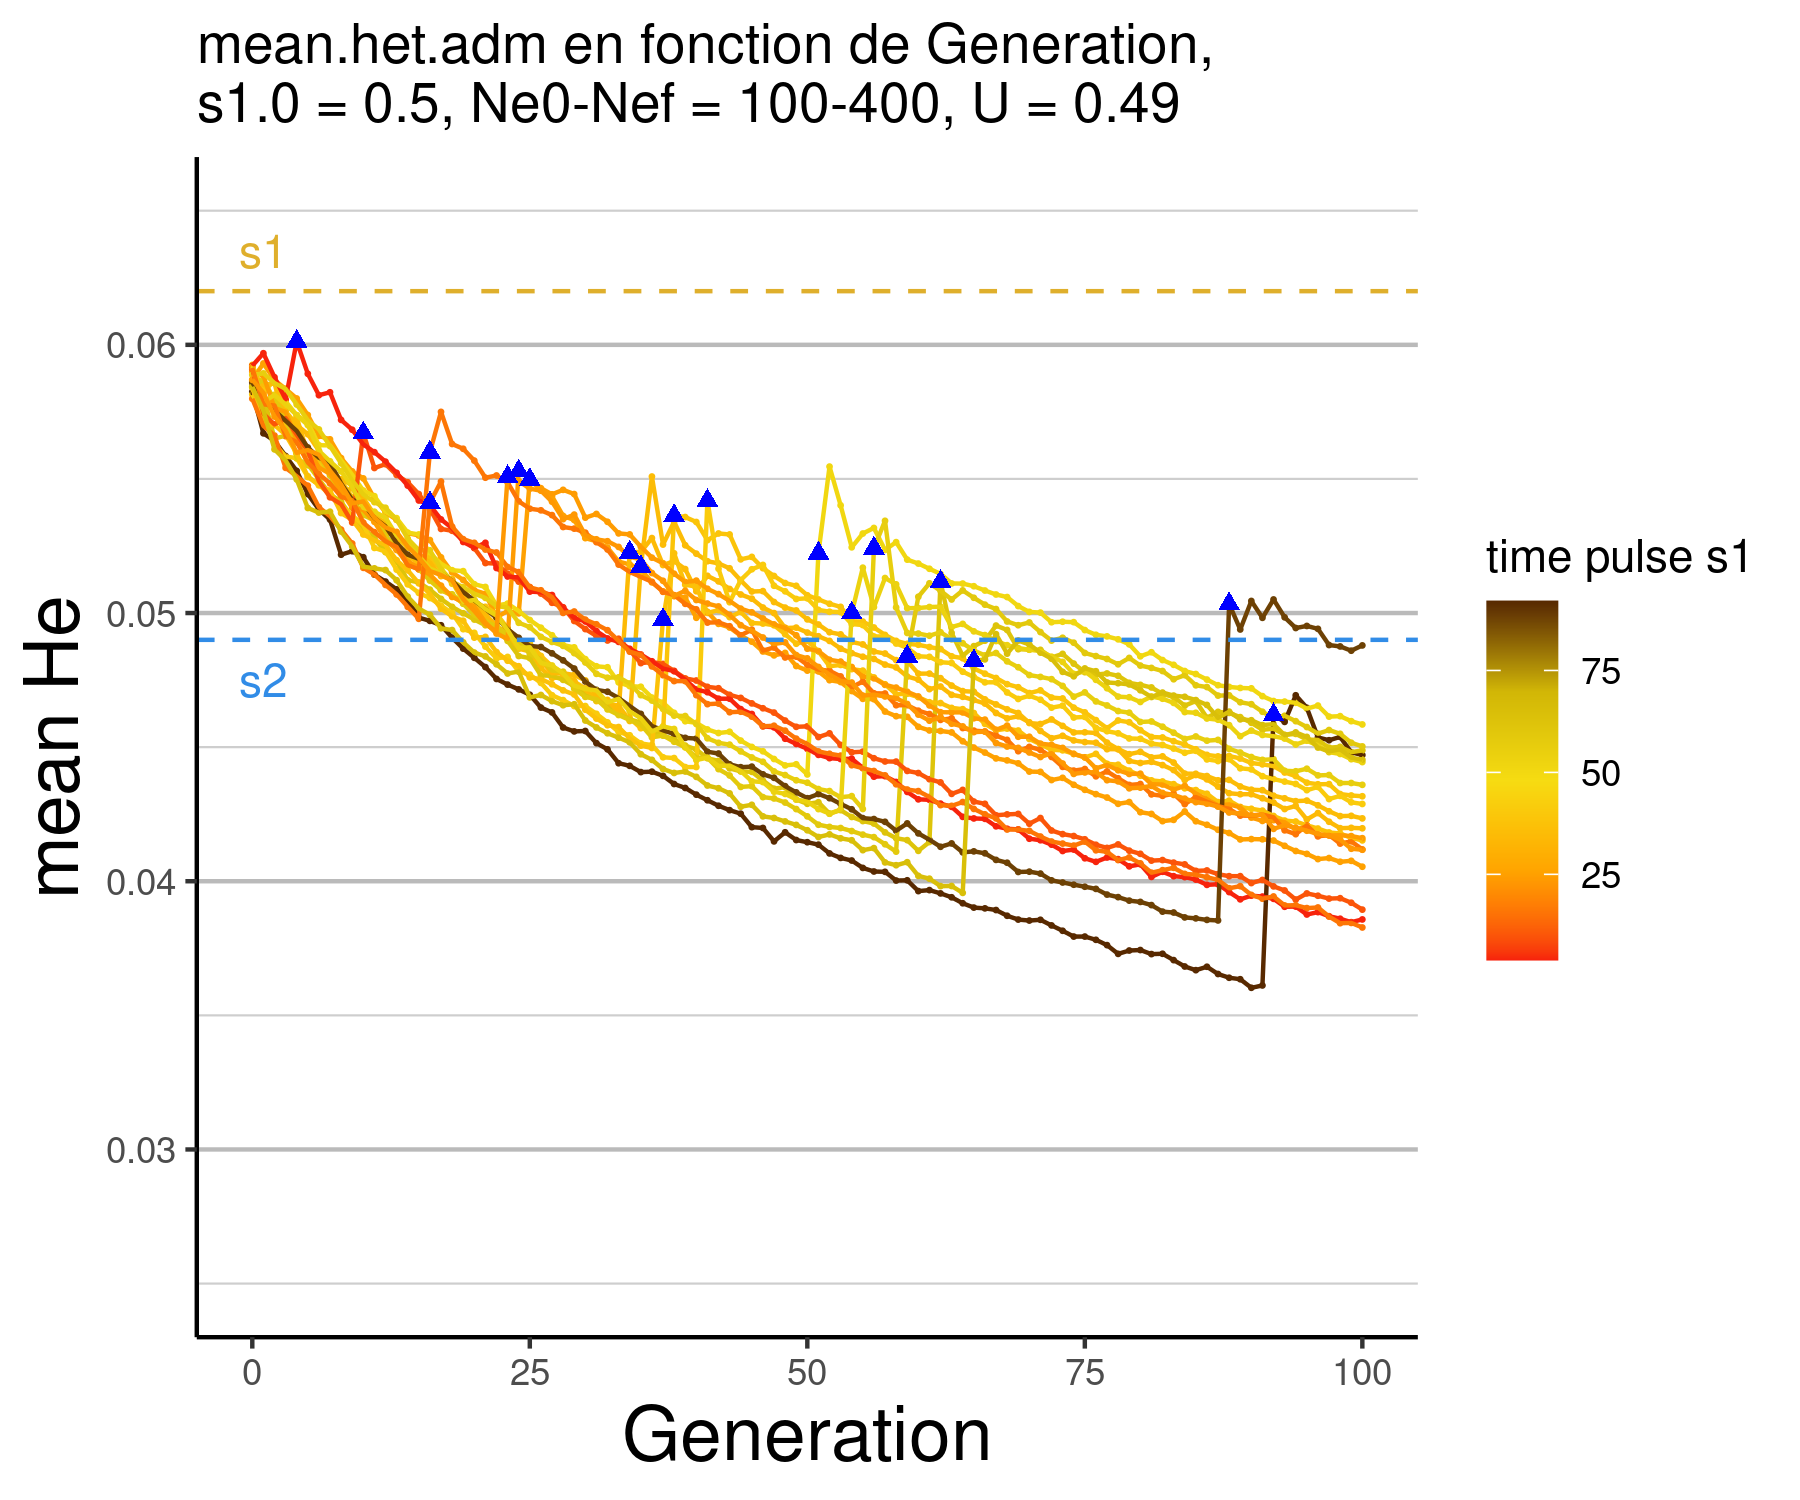 mean.het.adm en fonction de Generation,
s1.0 = 0.5, Ne0-Nef = 100-400, U = 0.49
s1
s2
mean He
0.06
0.05
0.04
0.03
0
25
50
75
100
Generation
time pulse s1
75
50
25